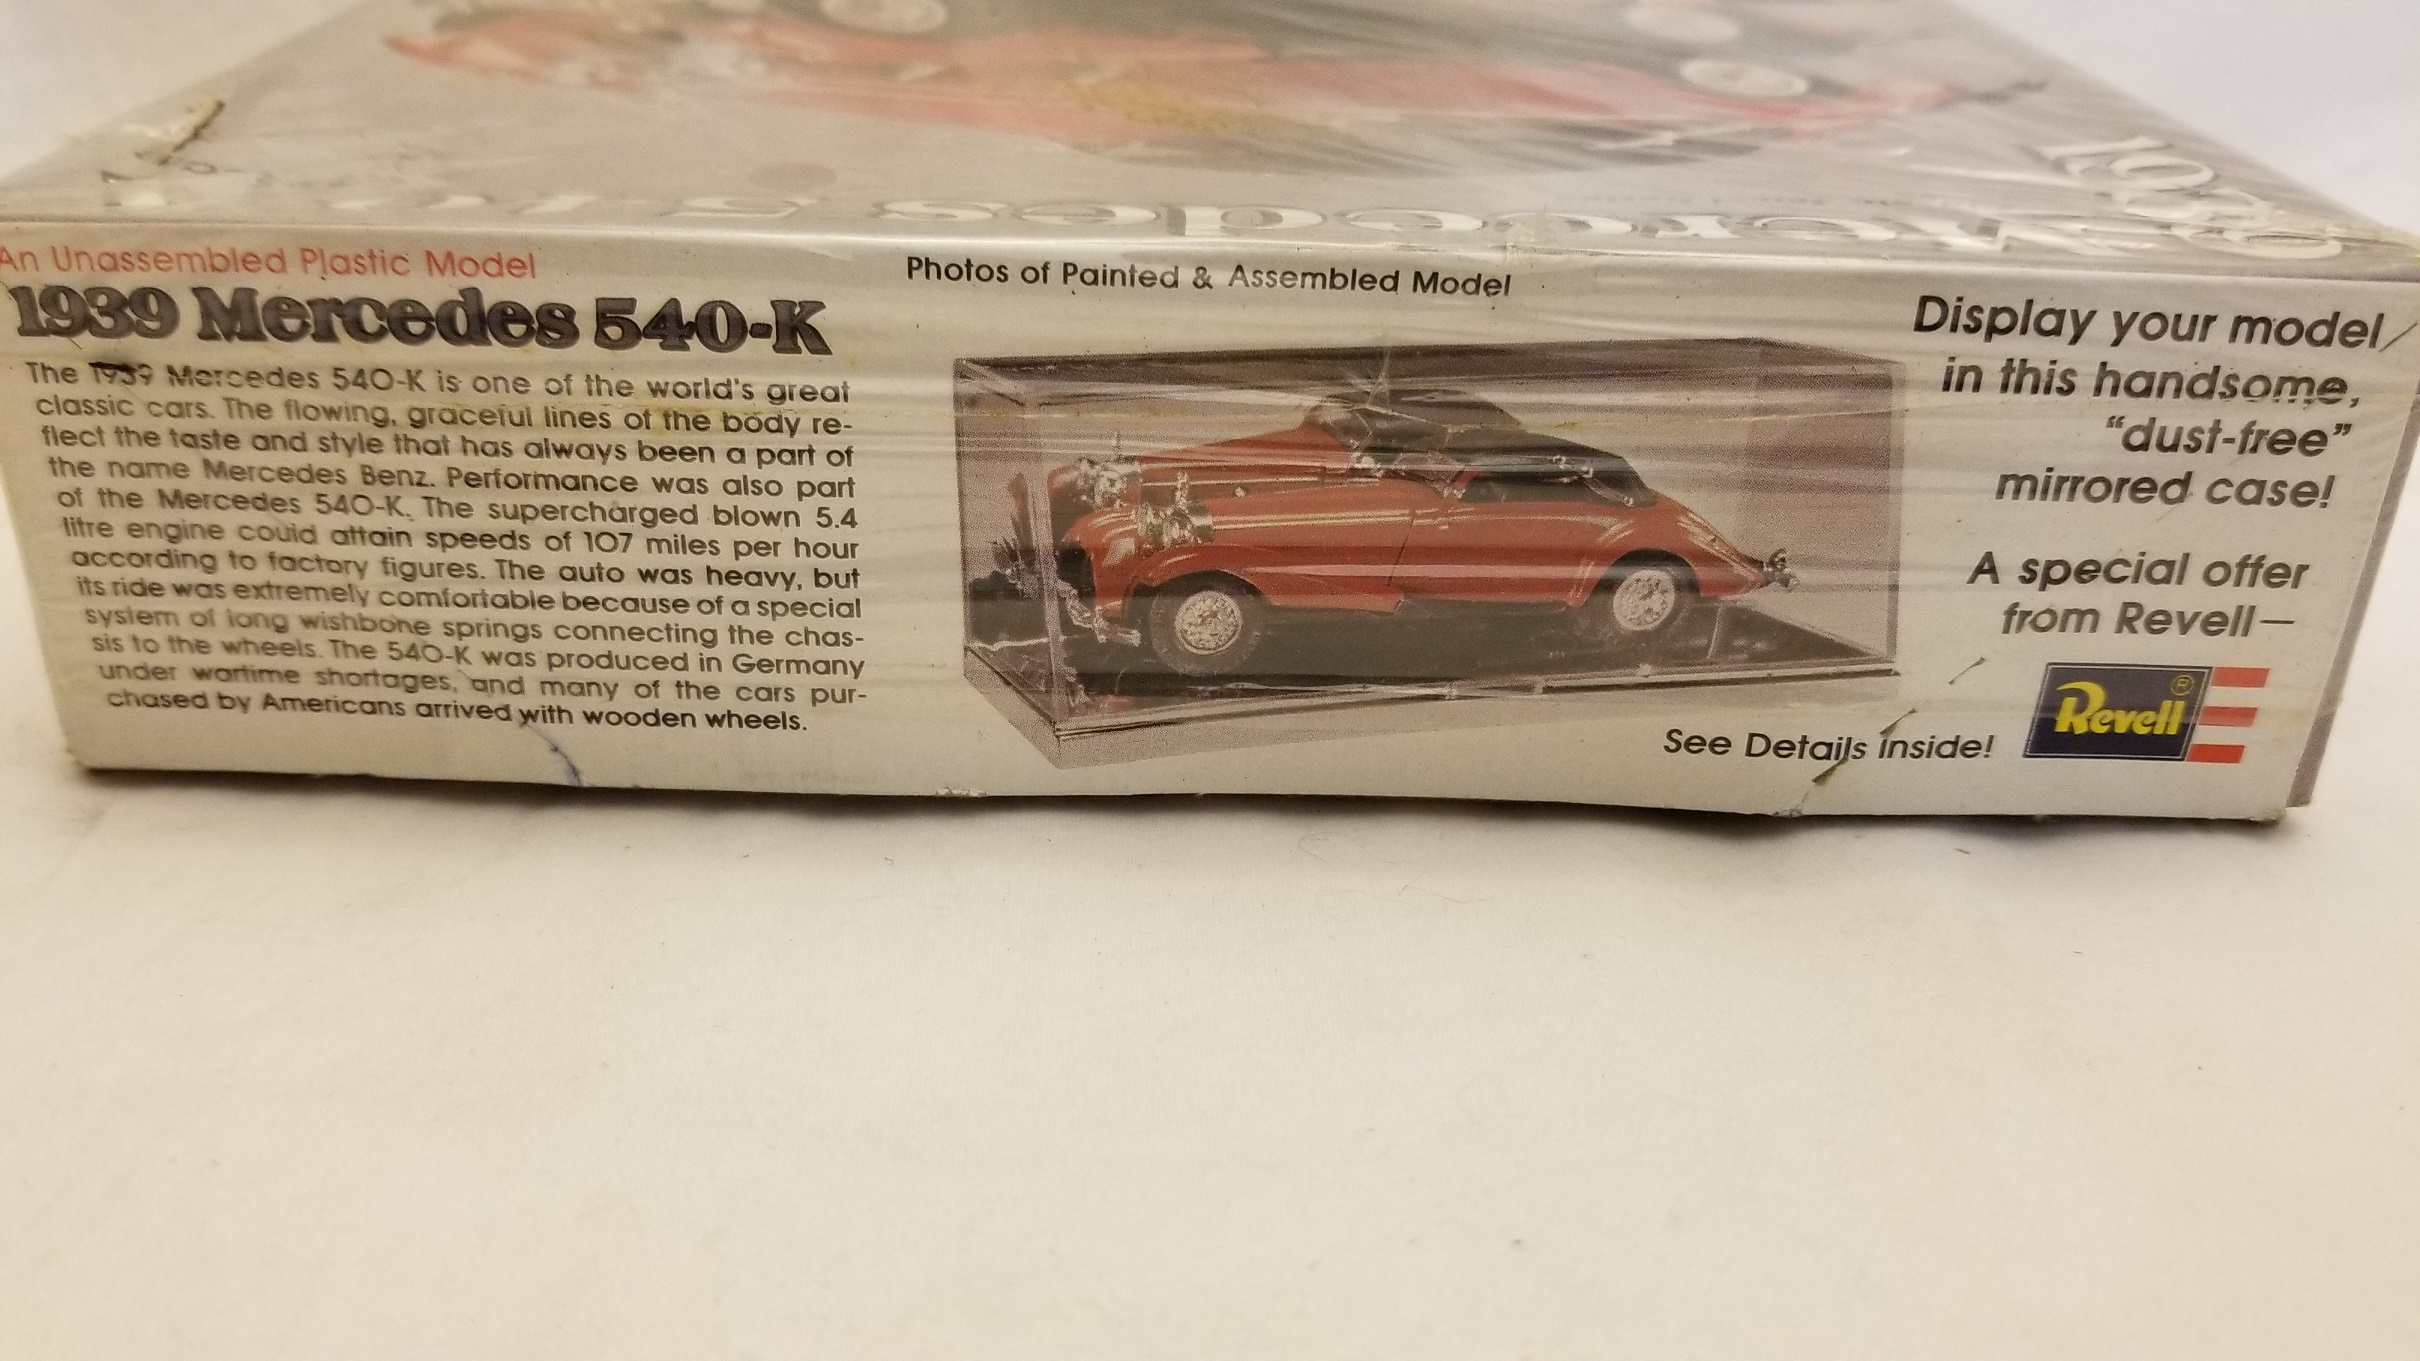 1939
Mercedes 540
An Unassembled Plastic Model
1939 Mercedes 540-K
The 1939 Mercedes 540-K is one of the world's great
classic cars. The flowing, graceful lines of the body re-
flect the taste and style that has always been a part of
the name Mercedes Benz. Performance was also part
of the Mercedes 540-K. The supercharged blown 5.4
litre engine could attain speeds of 107 miles per hour
according to factory figures. The auto was heavy, but
its ride was extremely comfortable because of a special
system of long wishbone springs connecting the chas-
sis to the wheels. The 540-K was produced in Germany
under wartime shortages, and many of the cars pur-
chased by Americans arrived with wooden wheels.
Photos of Painted & Assembled Model
Display your model
in this handsome,
"dust-free"
mirrored case!
A special offer
from Revell—
See Details Inside!
Revell®